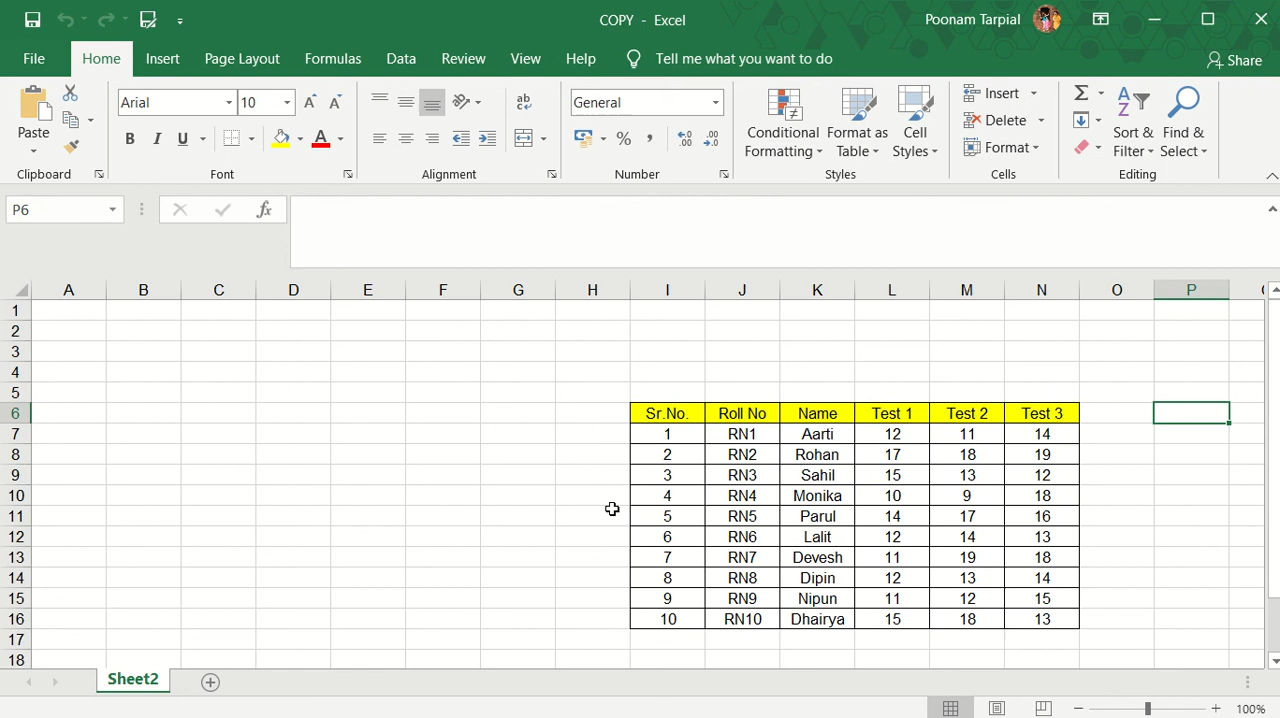 COPY - Excel
Poonam Tarpial
File Home Insert Page Layout Formulas Data Review View Help Tell me what you want to do Share
Paste
Clipboard
Arial 10
B I U A
Font
ab
Alignment
General
% , .00
Number
Conditional Formatting
Format as Table
Cell Styles
Styles
Insert
Delete
Format
Cells
Σ
Sort & Filter
Find & Select
Editing
P6
fx
A B C D E F G H I J K L M N O P
1
2
3
4
5
6 Sr.No. Roll No Name Test 1 Test 2 Test 3
7 1 RN1 Aarti 12 11 14
8 2 RN2 Rohan 17 18 19
9 3 RN3 Sahil 15 13 12
10 4 RN4 Monika 10 9 18
11 5 RN5 Parul 14 17 16
12 6 RN6 Lalit 12 14 13
13 7 RN7 Devesh 11 19 18
14 8 RN8 Dipin 12 13 14
15 9 RN9 Nipun 11 12 15
16 10 RN10 Dhairya 15 18 13
17
18
Sheet2
100%